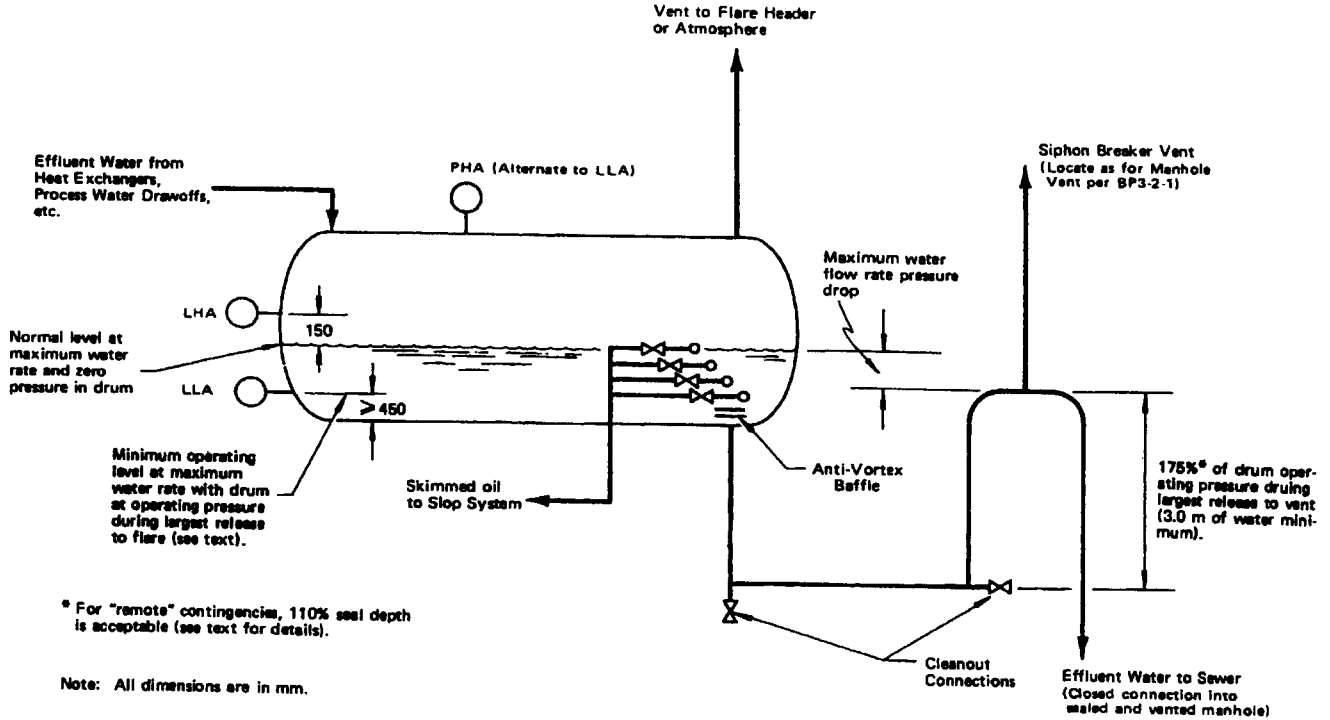 Vent to Flare Header
or Atmosphere
Effluent Water from
Heat Exchangers,
Process Water Drawoffs,
etc.
PHA (Alternate to LLA)
Siphon Breaker Vent
(Locate as for Manhole
Vent per BP3-2-1)
Maximum water
flow rate pressure
drop
LHA
150
Normal level at
maximum water
rate and zero
pressure in drum
LLA
≥ 450
Minimum operating
level at maximum
water rate with drum
at operating pressure
during largest release
to flare (see text).
Skimmed oil
to Slop System
Anti-Vortex
Baffle
175%* of drum oper-
ating pressure druing
largest release to vent
(3.0 m of water mini-
mum).
* For "remote" contingencies, 110% seal depth
is acceptable (see text for details).
Note: All dimensions are in mm.
Cleanout
Connections
Effluent Water to Sewer
(Closed connection into
sealed and vented manhole)